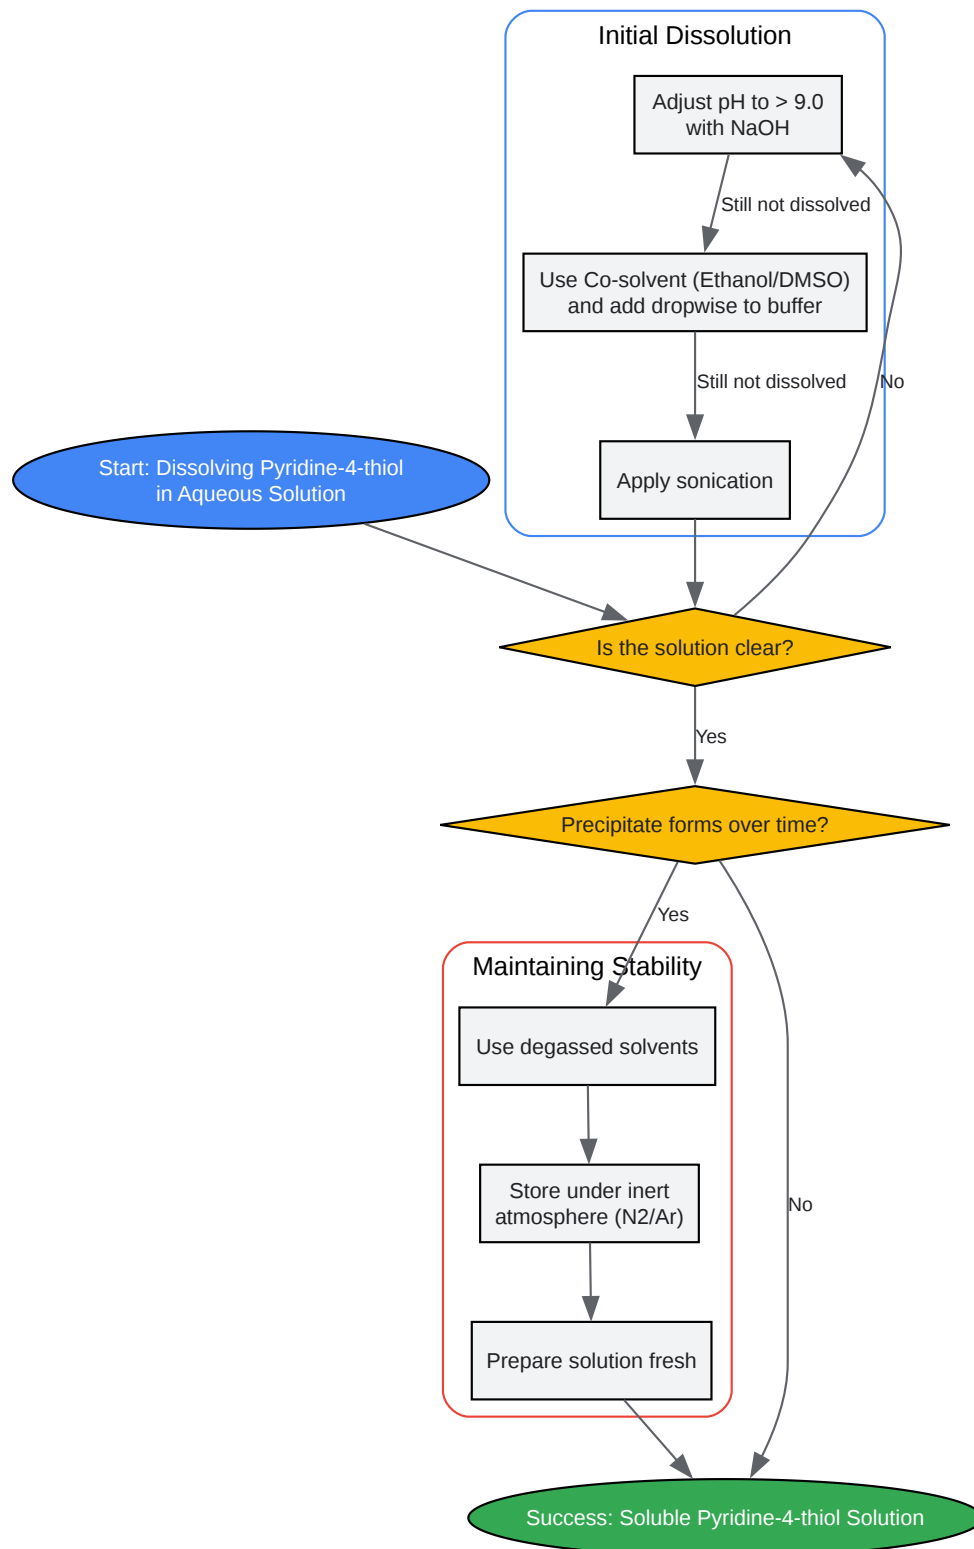 Initial Dissolution
Adjust pH to > 9.0
with NaOH
Still not dissolved
Use Co-solvent (Ethanol/DMSO)
and add dropwise to buffer
Still not dissolved
No
Apply sonication
Start: Dissolving Pyridine-4-thiol
in Aqueous Solution
Is the solution clear?
Yes
Precipitate forms over time?
Yes
Maintaining Stability
Use degassed solvents
Store under inert
atmosphere (N2/Ar)
No
Prepare solution fresh
Success: Soluble Pyridine-4-thiol Solution